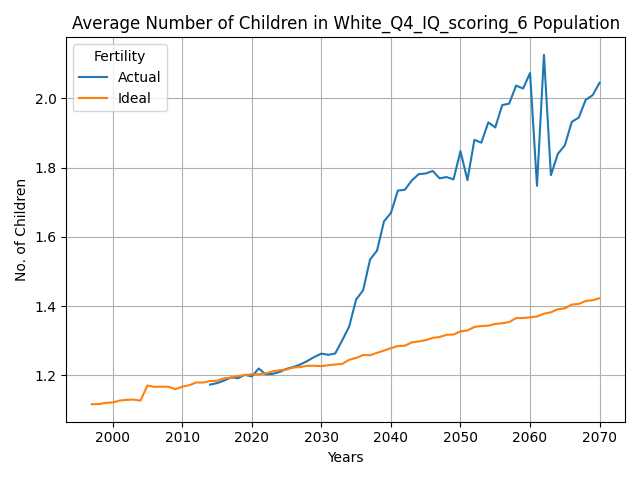 Average Number of Children in White_Q4_IQ_scoring_6 Population
Fertility
Actual
Ideal
No. of Children
2.0
1.8
1.6
1.4
1.2
2000 2010 2020 2030 2040 2050 2060 2070
Years